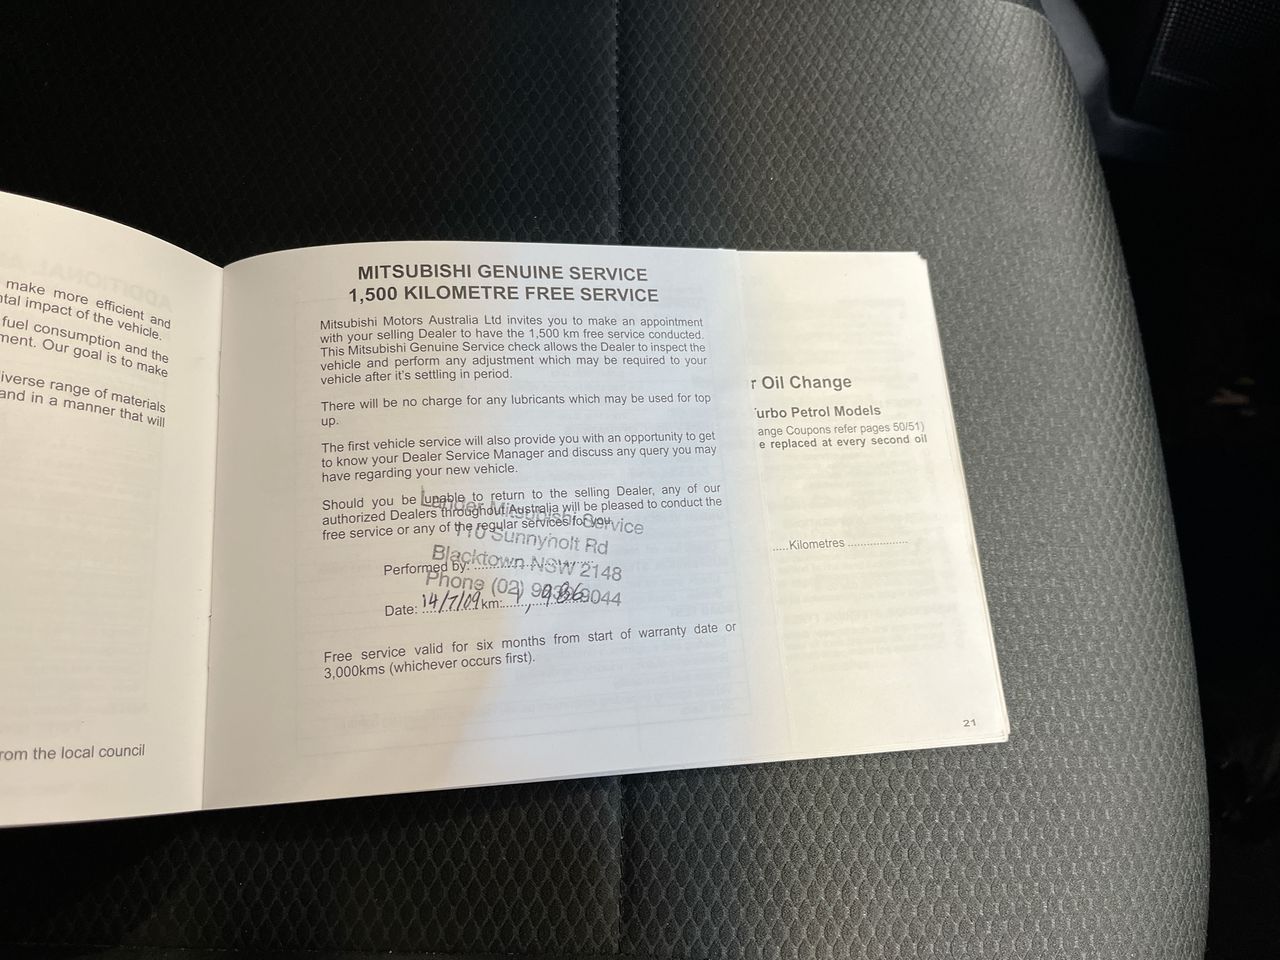 make more efficient and
ntal impact of the vehicle.
fuel consumption and the
ment. Our goal is to make
iverse range of materials
and in a manner that will
rom the local council
MITSUBISHI GENUINE SERVICE
1,500 KILOMETRE FREE SERVICE
Mitsubishi Motors Australia Ltd invites you to make an appointment
with your selling Dealer to have the 1,500 km free service conducted.
This Mitsubishi Genuine Service check allows the Dealer to inspect the
vehicle and perform any adjustment which may be required to your
vehicle after it's settling in period.
There will be no charge for any lubricants which may be used for top
up.
The first vehicle service will also provide you with an opportunity to get
to know your Dealer Service Manager and discuss any query you may
have regarding your new vehicle.
Should you be unable to return to the selling Dealer, any of our
authorized Dealers throughout Australia will be pleased to conduct the
free service or any of the regular services for you.
Mitsubishi Service
110 Sunnyholt Rd
Blacktown NSW 2148
Phone (02)
Performed by: ..............................
Date: 14/7/09 km: 1,986
Free service valid for six months from start of warranty date or
3,000kms (whichever occurs first).
r Oil Change
urbo Petrol Models
ange Coupons refer pages 50/51)
e replaced at every second oil
.....Kilometres ...................
21